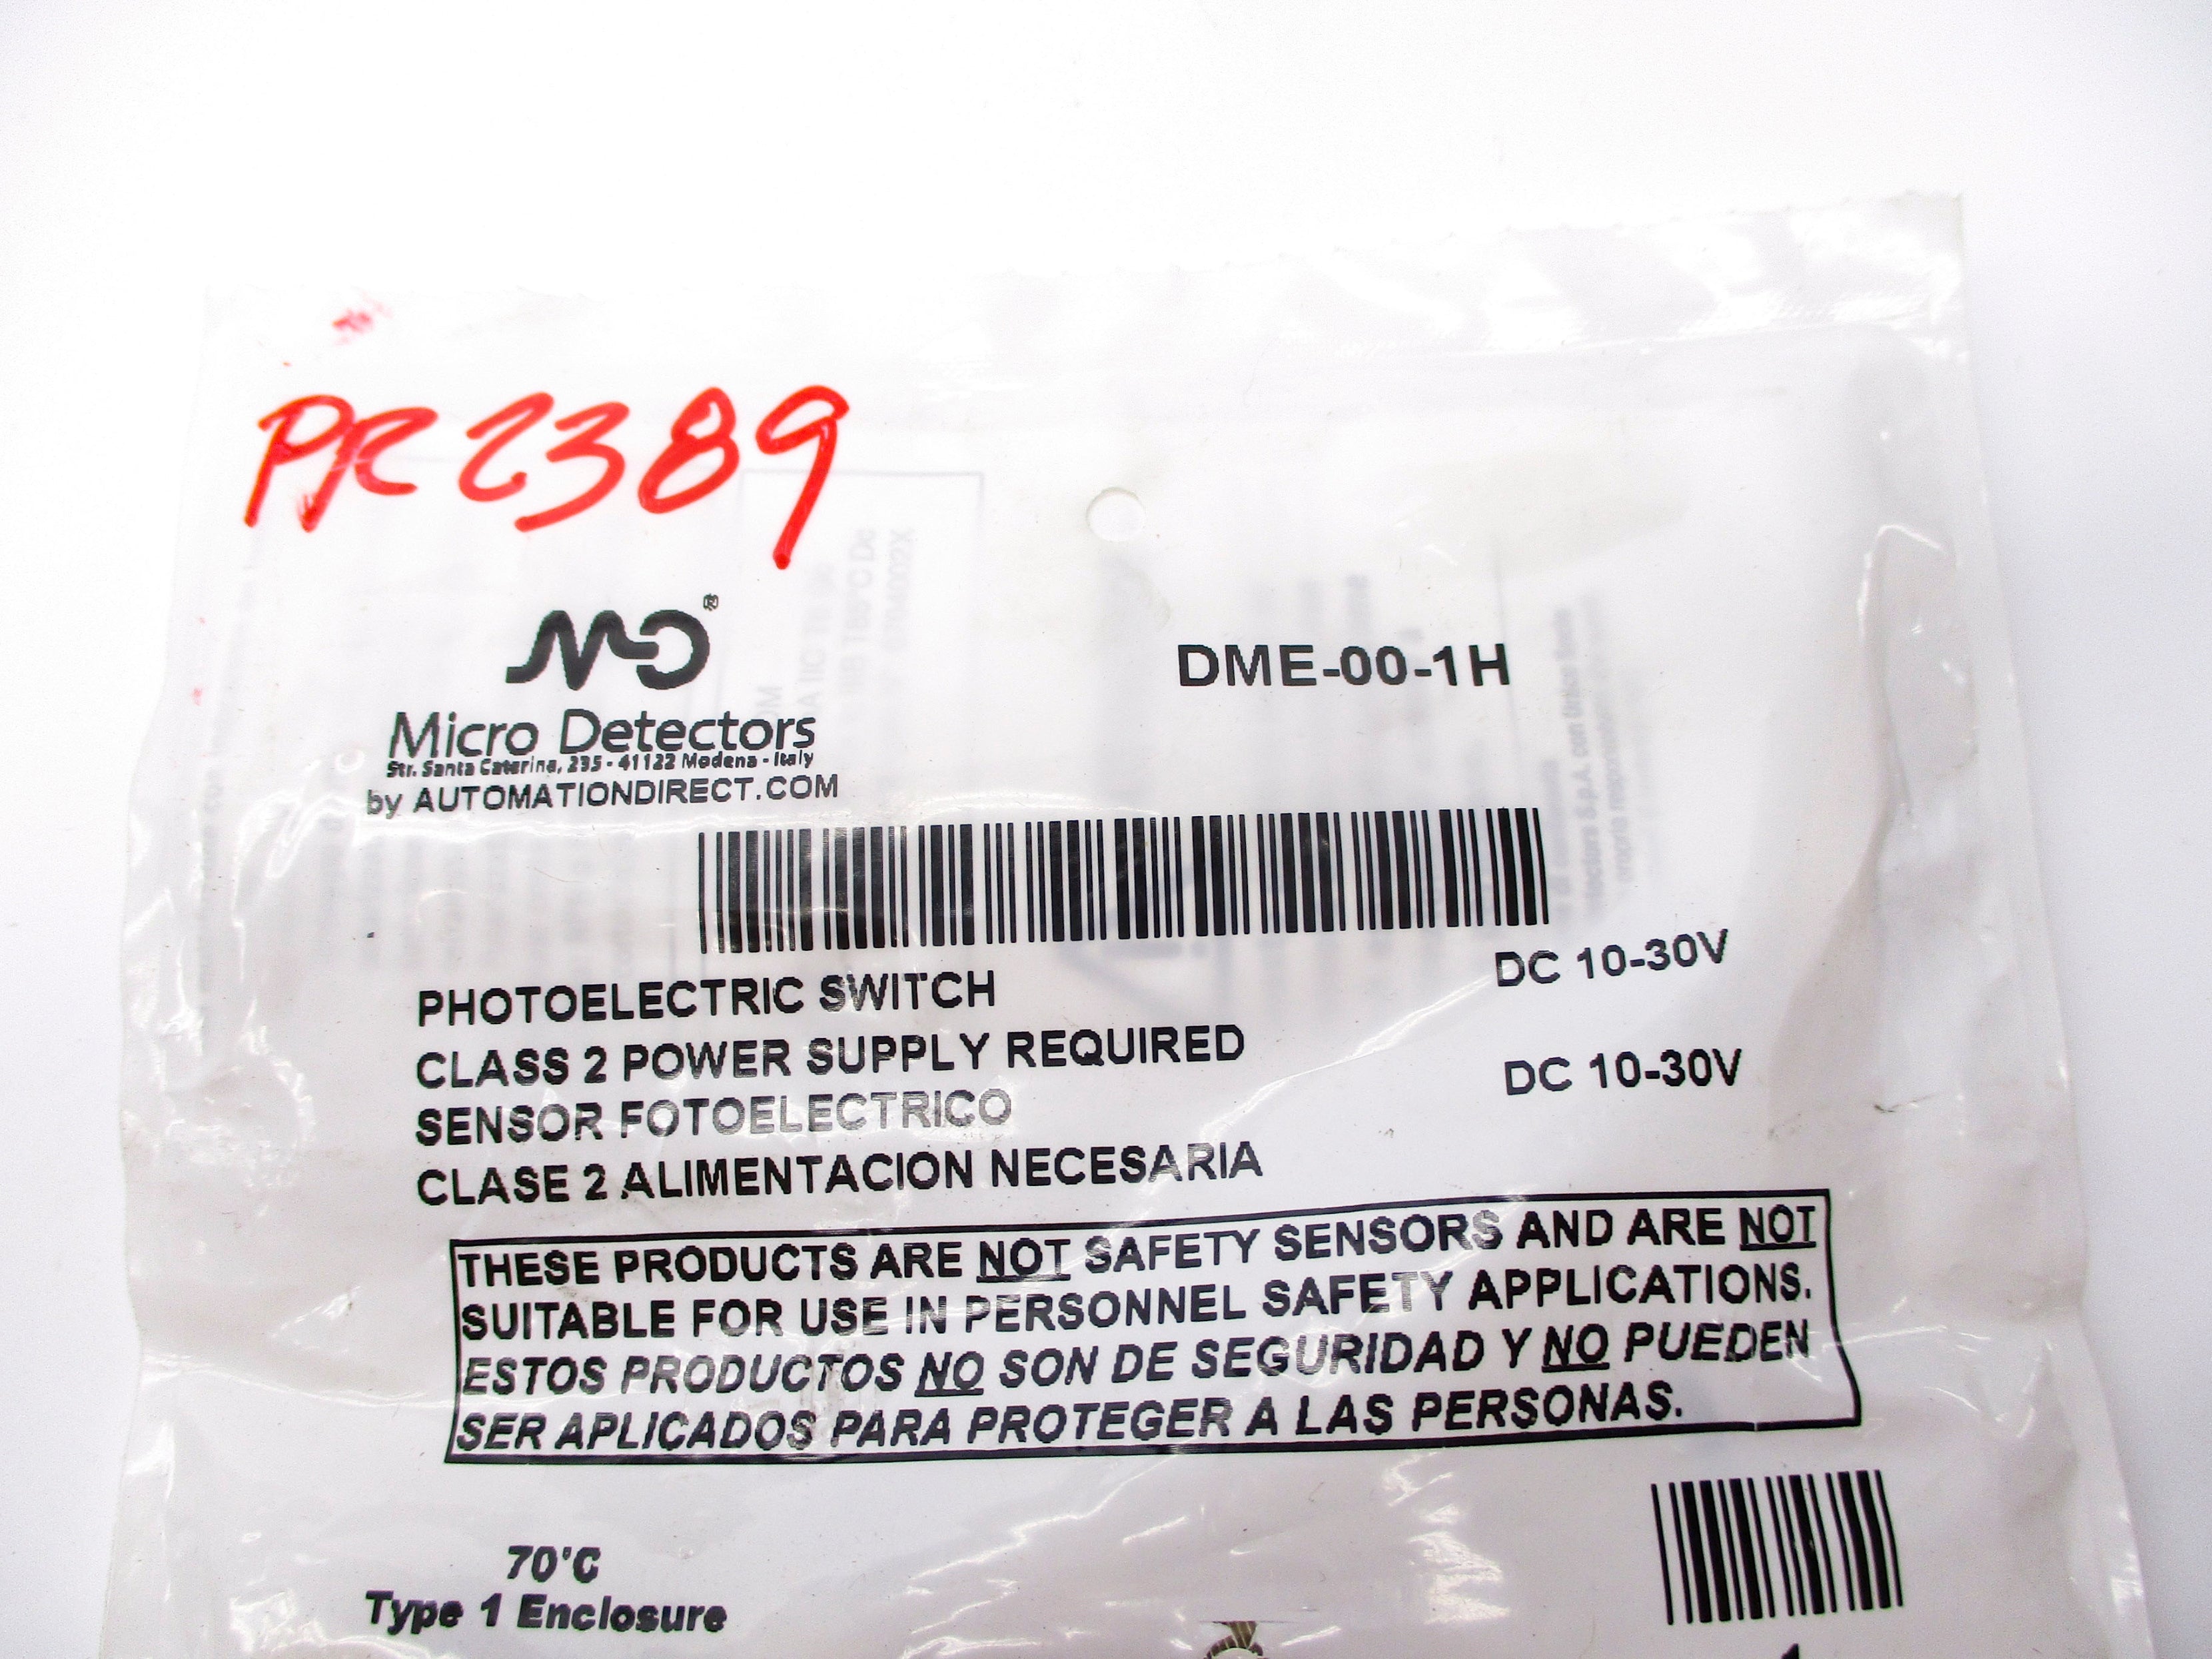 PR2389
MD®
DME-00-1H
Micro Detectors
Str. Santa Caterina, 235 - 41122 Modena - Italy
by AUTOMATIONDIRECT.COM
PHOTOELECTRIC SWITCH DC 10-30V
CLASS 2 POWER SUPPLY REQUIRED
SENSOR FOTOELECTRICO DC 10-30V
CLASE 2 ALIMENTACION NECESARIA
THESE PRODUCTS ARE NOT SAFETY SENSORS AND ARE NOT
SUITABLE FOR USE IN PERSONNEL SAFETY APPLICATIONS.
ESTOS PRODUCTOS NO SON DE SEGURIDAD Y NO PUEDEN
SER APLICADOS PARA PROTEGER A LAS PERSONAS.
70°C
Type 1 Enclosure